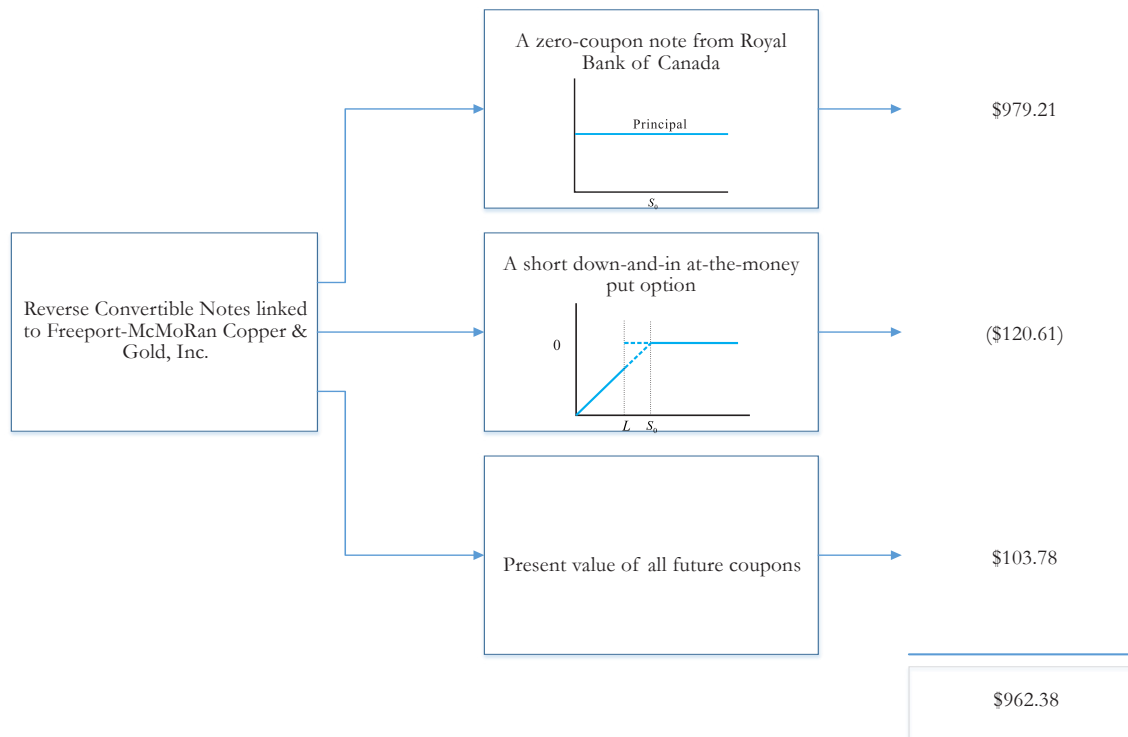 A zero-coupon note from Royal
Bank of Canada
Principal
S₀
$979.21
Reverse Convertible Notes linked
to Freeport-McMoRan Copper &
Gold, Inc.
A short down-and-in at-the-money
put option
0
L S₀
($120.61)
Present value of all future coupons
$103.78
$962.38